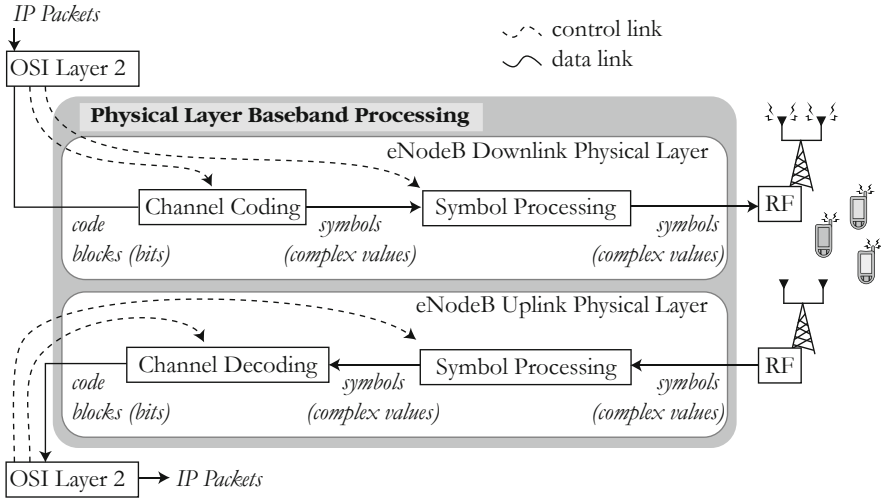 IP Packets
control link
data link
OSI Layer 2
Physical Layer Baseband Processing
eNodeB Downlink Physical Layer
Channel Coding
Symbol Processing
RF
code
blocks (bits)
symbols
(complex values)
symbols
(complex values)
eNodeB Uplink Physical Layer
Channel Decoding
Symbol Processing
RF
code
blocks (bits)
symbols
(complex values)
symbols
(complex values)
OSI Layer 2
IP Packets